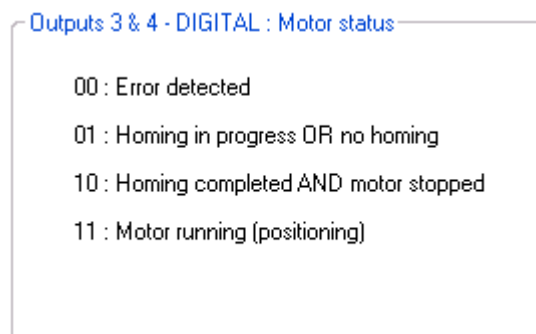 Outputs 3 & 4 - DIGITAL : Motor status
00 : Error detected
01 : Homing in progress OR no homing
10 : Homing completed AND motor stopped
11 : Motor running (positioning)